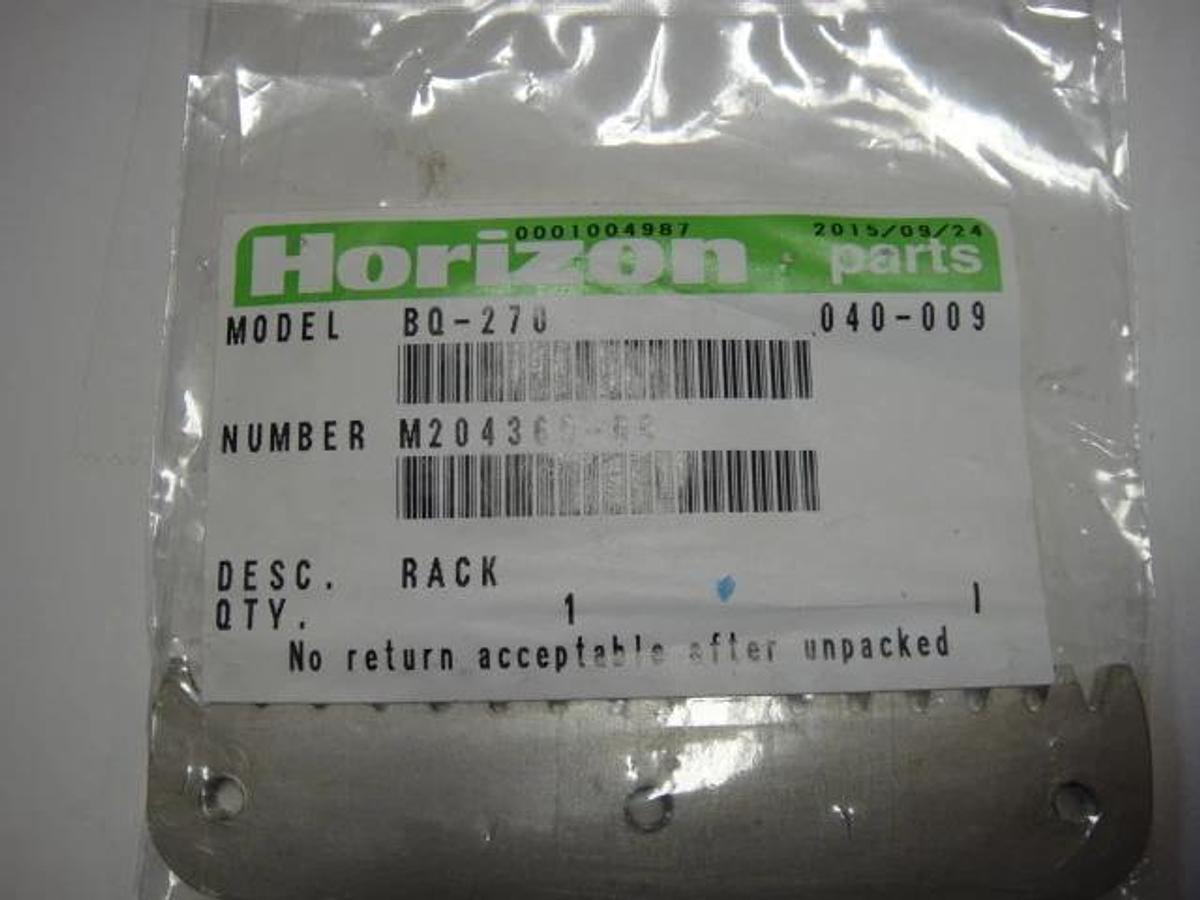 0001004987 2015/09/24
Horizon parts
MODEL BQ-270 040-009
NUMBER
DESC. RACK
QTY. 1 1
No return acceptable after unpacked